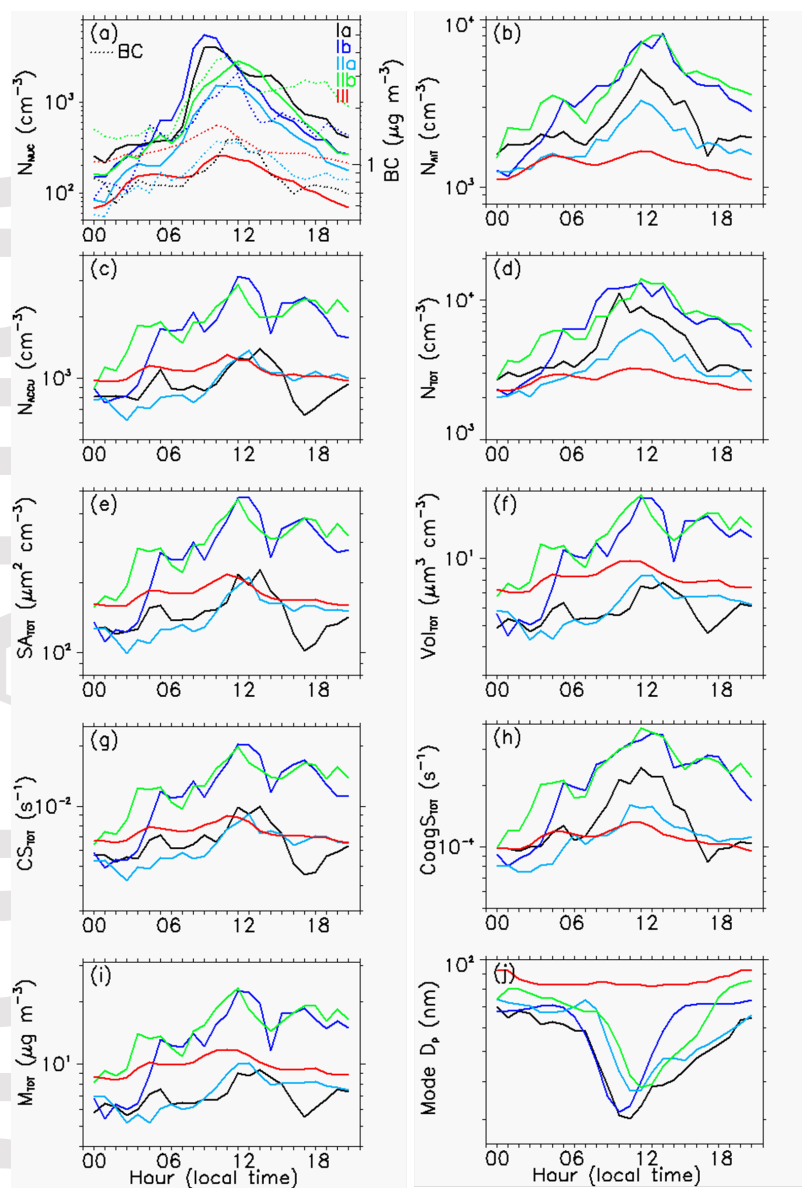 (a)
BC
Ia
Ib
IIa
IIb
III
N_NUC (cm⁻³)
10³
10²
BC (μg m⁻³)
1
00 06 12 18
(b)
N_AIT (cm⁻³)
10⁴
10³
00 06 12 18
(c)
N_ACCU (cm⁻³)
10³
00 06 12 18
(d)
N_TOT (cm⁻³)
10⁴
10³
00 06 12 18
(e)
SA_TOT (μm² cm⁻³)
10²
00 06 12 18
(f)
Vol_TOT (μm³ cm⁻³)
10¹
00 06 12 18
(g)
CS_TOT (s⁻¹)
10⁻²
00 06 12 18
(h)
CoagS_TOT (s⁻¹)
10⁻⁴
00 06 12 18
(i)
M_TOT (μg m⁻³)
10¹
00 06 12 18
Hour (local time)
(j)
Mode D_P (nm)
10²
00 06 12 18
Hour (local time)